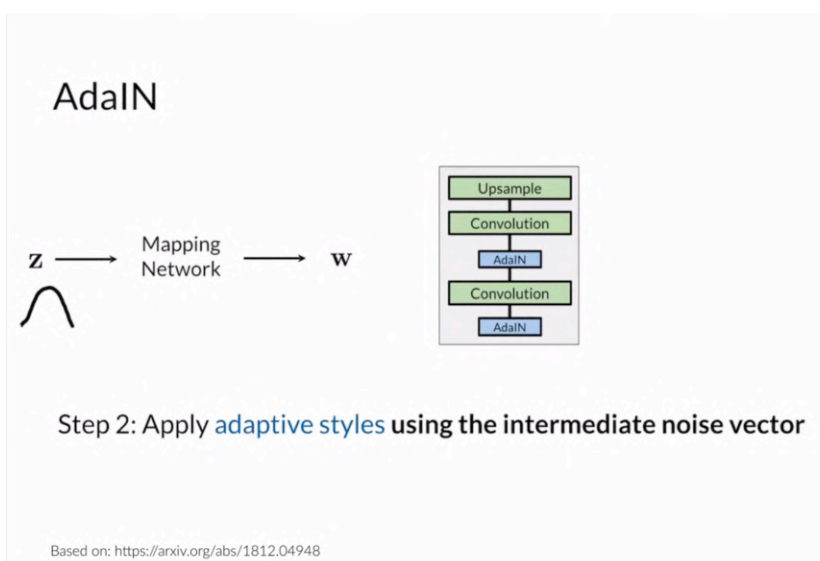 AdaIN
z
Mapping
Network
w
Upsample
Convolution
AdaIN
Convolution
AdaIN
Step 2: Apply adaptive styles using the intermediate noise vector
Based on: https://arxiv.org/abs/1812.04948